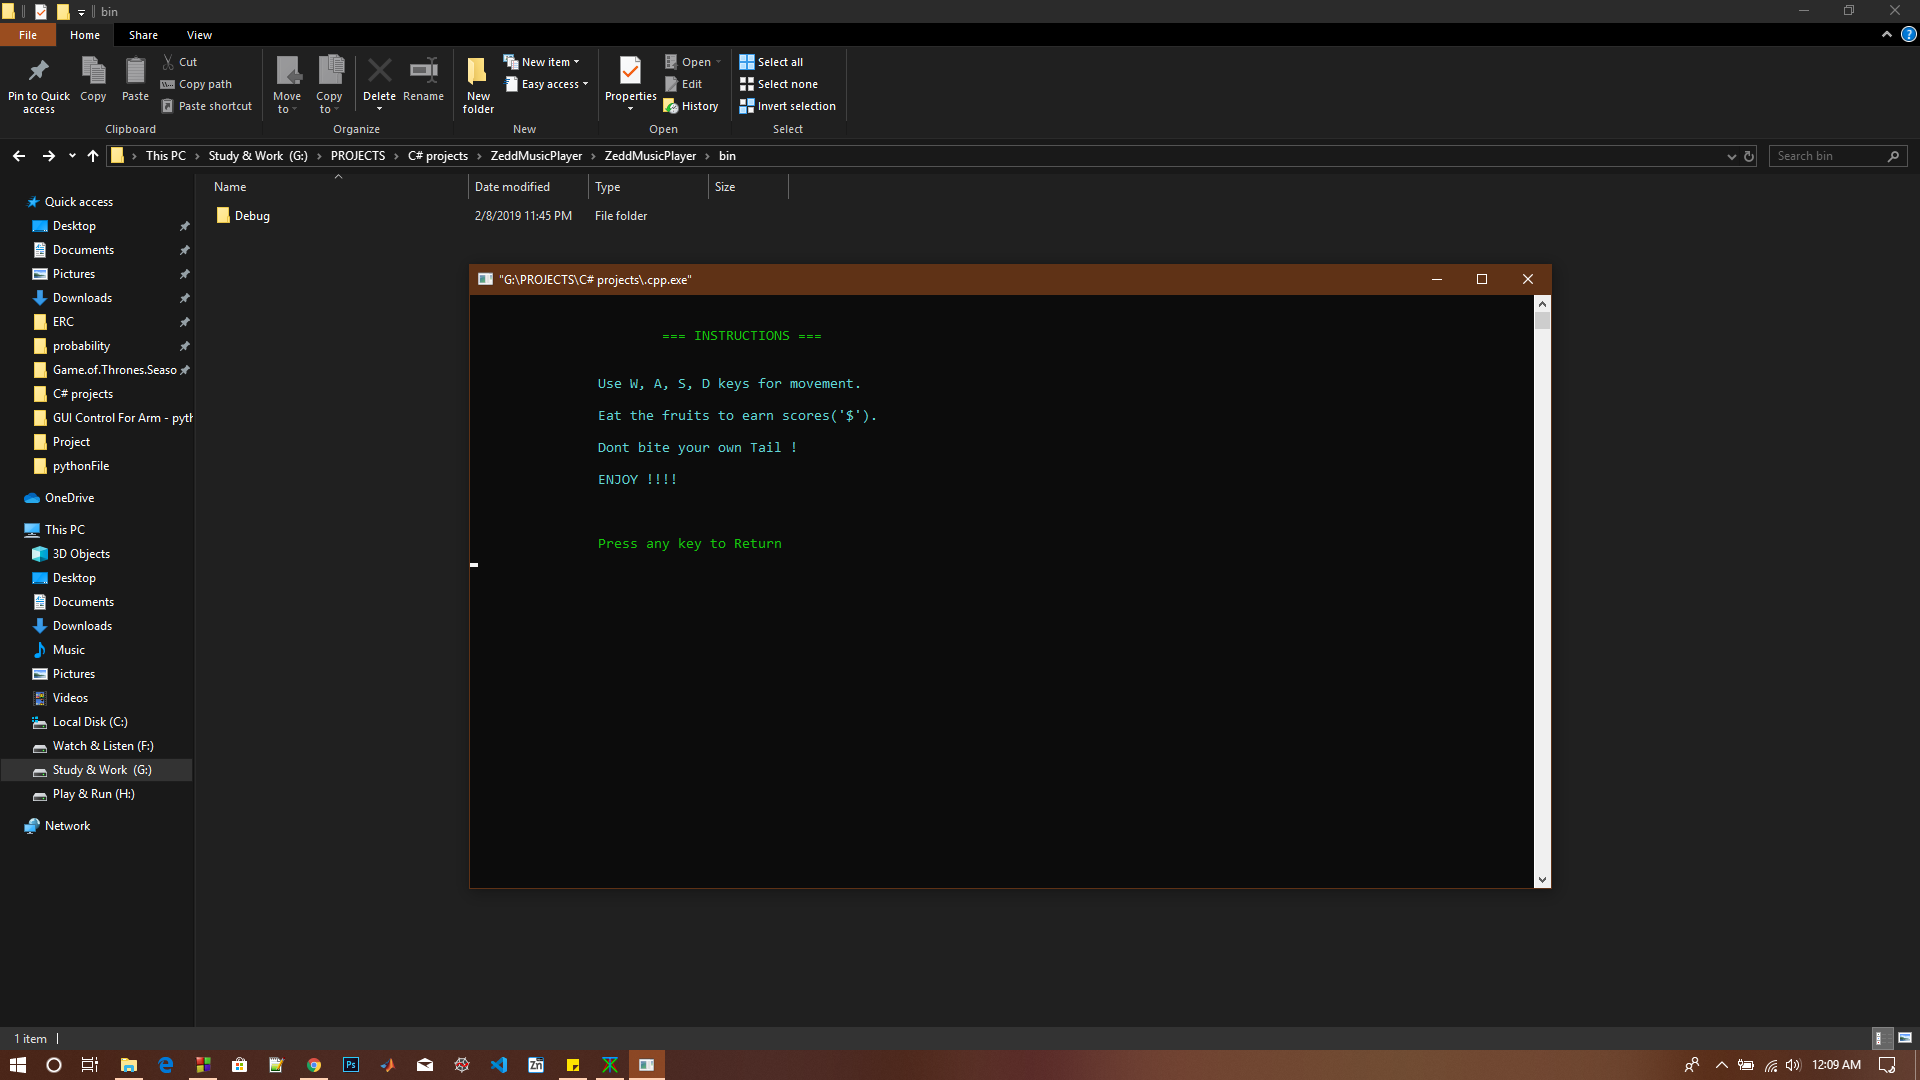 bin
File Home Share View
Pin to Quick access
Copy
Paste
Cut
Copy path
Paste shortcut
Clipboard
Move to
Copy to
Delete
Rename
Organize
New folder
New item
Easy access
New
Properties
Open
Edit
History
Open
Select all
Select none
Invert selection
Select
This PC Study & Work (G:) PROJECTS C# projects ZeddMusicPlayer ZeddMusicPlayer bin
Search bin
Name Date modified Type Size
Debug 2/8/2019 11:45 PM File folder
Quick access
Desktop
Documents
Pictures
Downloads
ERC
probability
Game.of.Thrones.Seaso
C# projects
GUI Control For Arm - pyth
Project
pythonFile
OneDrive
This PC
3D Objects
Desktop
Documents
Downloads
Music
Pictures
Videos
Local Disk (C:)
Watch & Listen (F:)
Study & Work (G:)
Play & Run (H:)
Network
"G:\PROJECTS\C# projects\.cpp.exe"
=== INSTRUCTIONS ===
Use W, A, S, D keys for movement.
Eat the fruits to earn scores('$').
Dont bite your own Tail !
ENJOY !!!!
Press any key to Return
1 item
Ps
Zn
12:09 AM